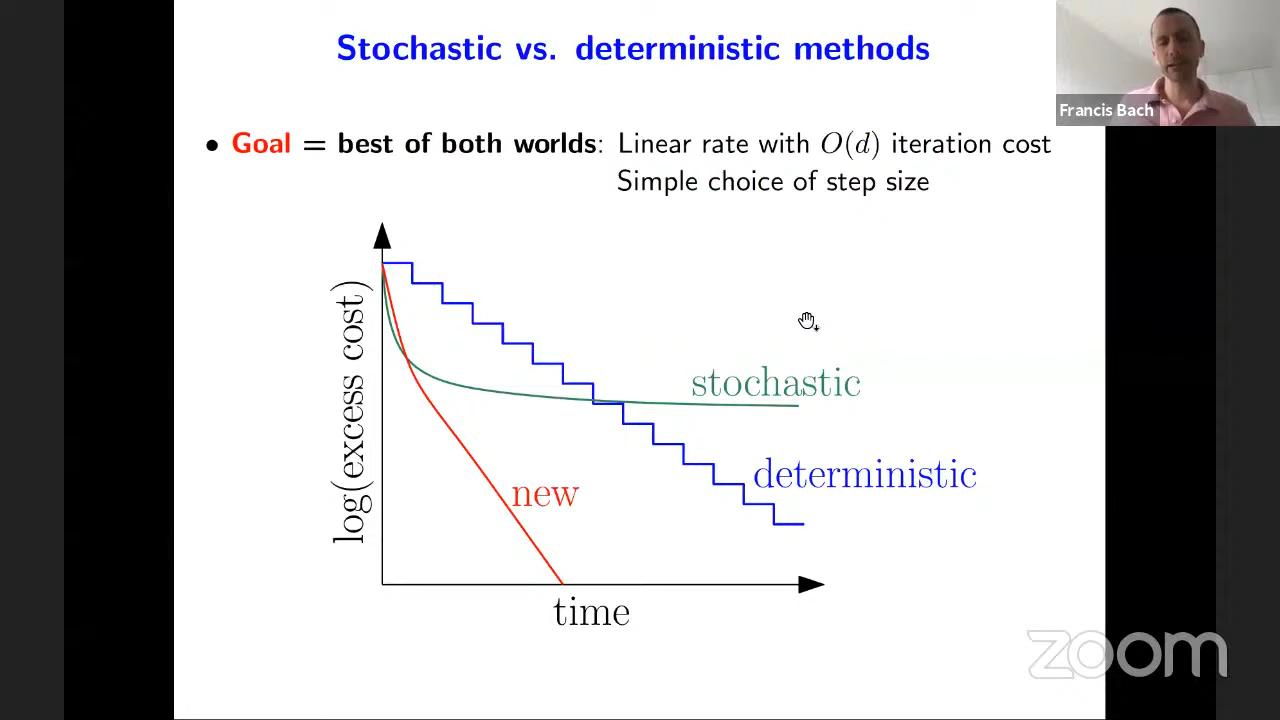 Stochastic vs. deterministic methods
Francis Bach
• Goal = best of both worlds: Linear rate with O(d) iteration cost
Simple choice of step size
log(excess cost)
stochastic
deterministic
new
time
zoom